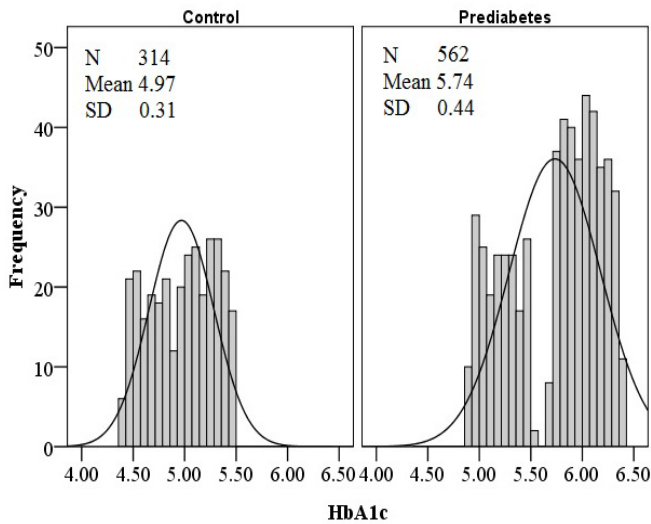 Control
Prediabetes
N 314
Mean 4.97
SD 0.31
N 562
Mean 5.74
SD 0.44
Frequency
50
40
30
20
10
0
4.00 4.50 5.00 5.50 6.00 6.50
4.00 4.50 5.00 5.50 6.00 6.50
HbA1c